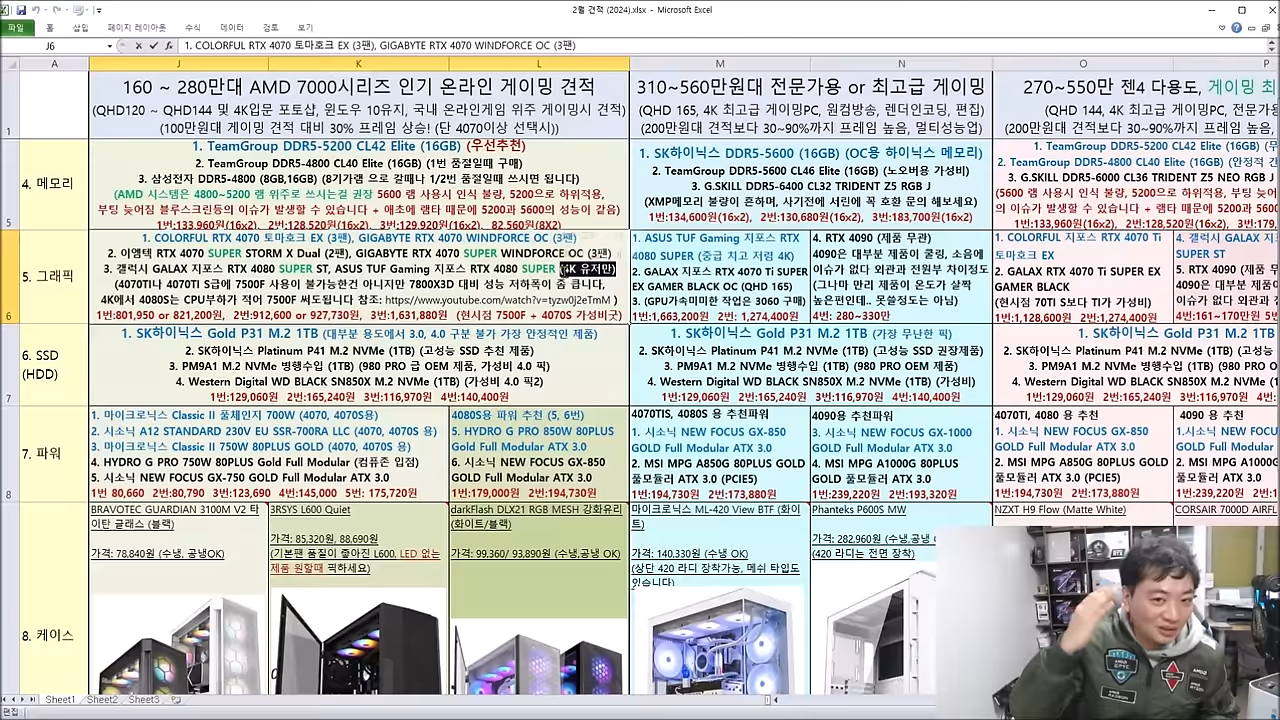 2월 견적 (2024).xlsx - Microsoft Excel
파일 홈 삽입 페이지 레이아웃 수식 데이터 검토 보기
J6
1. COLORFUL RTX 4070 토마호크 EX (3팬), GIGABYTE RTX 4070 WINDFORCE OC (3팬)
A J K L M N O P
1
160 ~ 280만대 AMD 7000시리즈 인기 온라인 게이밍 견적
(QHD120 ~ QHD144 및 4K입문 포토샵, 윈도우 10유지, 국내 온라인게임 위주 게이밍시 견적)
(100만원대 게이밍 견적 대비 30% 프레임 상승! (단 4070이상 선택시))
310~560만원대 전문가용 or 최고급 게이밍
(QHD 165, 4K 최고급 게이밍PC, 원컴방송, 렌더인코딩, 편집)
(200만원대 견적보다 30~90%까지 프레임 높음, 멀티성능업)
270~550만 젠4 다용도, 게이밍 최
(QHD 144, 4K 최고급 게이밍PC, 전문가용
(200만원대 견적보다 30~90%까지 프레임 높음,
5
4. 메모리
1. TeamGroup DDR5-5200 CL42 Elite (16GB) (우선추천)
2. TeamGroup DDR5-4800 CL40 Elite (16GB) (1번 품절일때 구매)
3. 삼성전자 DDR5-4800 (8GB,16GB) (8기가램 으로 갈때나 1/2번 품절일때 쓰시면 됩니다)
(AMD 시스템은 4800~5200 램 위주로 쓰시는걸 권장 5600 램 사용시 인식 불량, 5200으로 하위적용,
부팅 늦어짐 블루스크린등의 이슈가 발생할 수 있습니다 + 애초에 램타 때문에 5200과 5600의 성능이 같음)
1번:133,960원(16x2), 2번:128,520원(16x2), 3번:129,920원(16x2), 82,560원(8X2)
1. SK하이닉스 DDR5-5600 (16GB) (OC용 하이닉스 메모리)
2. TeamGroup DDR5-5600 CL46 Elite (16GB) (노오버용 가성비)
3. G.SKILL DDR5-6400 CL32 TRIDENT Z5 RGB J
(XMP메모리 불량이 흔하며, 사기전에 서린에 꼭 호환 문의 해보세요)
1번:134,600원(16x2), 2번:130,680원(16x2), 3번:183,700원(16x2)
1. TeamGroup DDR5-5200 CL42 Elite (16GB) (무
2. TeamGroup DDR5-4800 CL40 Elite (16GB) (안정적 간
3. G.SKILL DDR5-6000 CL36 TRIDENT Z5 NEO RGB J
(5600 램 사용시 인식 불량, 5200으로 하위적용, 부팅 늦어짐
의 이슈가 발생할 수 있습니다 + 애초에 램타 때문에 5200과
1번:133,960원(16x2), 2번:128,520원(16x2), 3번:
6
5. 그래픽
1. COLORFUL RTX 4070 토마호크 EX (3팬), GIGABYTE RTX 4070 WINDFORCE OC (3팬)
2. 이엠텍 RTX 4070 SUPER STORM X Dual (2팬), GIGABYTE RTX 4070 SUPER WINDFORCE OC (3팬)
3. 갤럭시 GALAX 지포스 RTX 4080 SUPER ST, ASUS TUF Gaming 지포스 RTX 4080 SUPER (4K 유저만)
(4070Ti나 4070Ti S급에 7500F 사용이 불가능한건 아니지만 7800X3D 대비 성능 저하폭이 좀 큽니다,
4K에서 4080S는 CPU부하가 적어 7500F 써도됩니다 참조: https://www.youtube.com/watch?v=tyzw0j2eTmM )
1번:801,950 or 821,200원, 2번:912,600 or 927,730원, 3번:1,631,880원 (현시점 7500F + 4070S 가성비굿)
1. ASUS TUF Gaming 지포스 RTX
4080 SUPER (중급 치고 저렴 4K)
2. GALAX 지포스 RTX 4070 Ti SUPER
EX GAMER BLACK OC (QHD 165)
3. (GPU가속미미한 작업은 3060 구매)
1번:1,663,200원 2번: 1,274,400원
4. RTX 4090 (제품 무관)
4090은 대부분 제품이 쿨링, 소음에
이슈가 없다 외관과 전원부 차이정도
(그나마 만리 제품이 온도가 살짝
높은편인데.. 못쓸정도는 아님)
4번: 280~330만
1. COLORFUL 지포스 RTX 4070 Ti
토마호크 EX
2. GALAX RTX 4070 Ti SUPER EX
GAMER BLACK
(현시점 70TI S보다 TI가 가성비)
1번:1,128,600원 2번:1,274,400원
4. 갤럭시 GALAX 지
SUPER ST
5. RTX 4090 (제품
4090은 대부분 제품
이슈가 없다 외관과
4번:161~170만원 5번
7
6. SSD
(HDD)
1. SK하이닉스 Gold P31 M.2 1TB (대부분 용도에서 3.0, 4.0 구분 불가 가장 안정적인 제품)
2. SK하이닉스 Platinum P41 M.2 NVMe (1TB) (고성능 SSD 추천 제품)
3. PM9A1 M.2 NVMe 병행수입 (1TB) (980 PRO 급 OEM 제품, 가성비 4.0 픽)
4. Western Digital WD BLACK SN850X M.2 NVMe (1TB) (가성비 4.0 픽2)
1번:129,060원 2번:165,240원 3번:116,970원 4번:140,400원
1. SK하이닉스 Gold P31 M.2 1TB (가장 무난한 픽)
2. SK하이닉스 Platinum P41 M.2 NVMe (1TB) (고성능 SSD 권장제품)
3. PM9A1 M.2 NVMe 병행수입 (1TB) (980 PRO OEM 제품)
4. Western Digital WD BLACK SN850X M.2 NVMe (1TB) (가성비)
1번:129,060원 2번:165,240원 3번:116,970원 4번:140,400원
1. SK하이닉스 Gold P31 M.2 1TB
2. SK하이닉스 Platinum P41 M.2 NVMe (1TB) (고성능
3. PM9A1 M.2 NVMe 병행수입 (1TB) (980 PRO
4. Western Digital WD BLACK SN850X M.2 NVMe
1번:129,060원 2번:165,240원 3번:116,970원
8
7. 파워
1. 마이크로닉스 Classic II 풀체인지 700W (4070, 4070S용)
2. 시소닉 A12 STANDARD 230V EU SSR-700RA LLC (4070, 4070S 용)
3. 마이크로닉스 Classic II 750W 80PLUS GOLD (4070, 4070S 용)
4. HYDRO G PRO 750W 80PLUS Gold Full Modular (컴퓨존 입점)
5. 시소닉 NEW FOCUS GX-750 GOLD Full Modular ATX 3.0
1번 80,660 2번:80,790 3번:123,690 4번:145,000 5번: 175,720원
4080S용 파워 추천 (5, 6번)
5. HYDRO G PRO 850W 80PLUS
Gold Full Modular ATX 3.0
6. 시소닉 NEW FOCUS GX-850
GOLD Full Modular ATX 3.0
1번:179,000원 2번:194,730원
4070TIS, 4080S 용 추천파워
1. 시소닉 NEW FOCUS GX-850
GOLD Full Modular ATX 3.0
2. MSI MPG A850G 80PLUS GOLD
풀모듈러 ATX 3.0 (PCIE5)
1번:194,730원 2번:173,880원
4090용 추천파워
3. 시소닉 NEW FOCUS GX-1000
GOLD Full Modular ATX 3.0
4. MSI MPG A1000G 80PLUS
GOLD 풀모듈러 ATX 3.0
1번:239,220원 2번:193,320원
4070TI, 4080 용 추천
1. 시소닉 NEW FOCUS GX-850
GOLD Full Modular ATX 3.0
2. MSI MPG A850G 80PLUS GOLD
풀모듈러 ATX 3.0 (PCIE5)
1번:194,730원 2번:173,880원
4090 용 추천
1.시소닉 NEW FOCUS
GOLD Full Modular A
2. MSI MPG A1000G
풀모듈러 ATX 3.0 (P
1번:239,220원 2번:1
8. 케이스
BRAVOTEC GUARDIAN 3100M V2 타
이탄 글래스 (블랙)
가격: 78,840원 (수냉, 공냉OK)
3RSYS L600 Quiet
가격: 85,320원, 88,690원
(기본팬 품질이 좋아진 L600, LED 없는
제품 원할때 픽하세요)
darkFlash DLX21 RGB MESH 강화유리
(화이트/블랙)
가격: 99,360/ 93,890원 (수냉,공냉 OK)
마이크로닉스 ML-420 View BTF (화이
트)
가격: 140,330원 (수냉 OK)
(상단 420 라디 장착가능, 메쉬 타입도
있습니다)
Phanteks P600S MW
가격: 282,960원 (수냉,공냉O
(420 라디는 전면 장착)
NZXT H9 Flow (Matte White)
CORSAIR 7000D AIRFL
Sheet1 Sheet2 Sheet3
편집